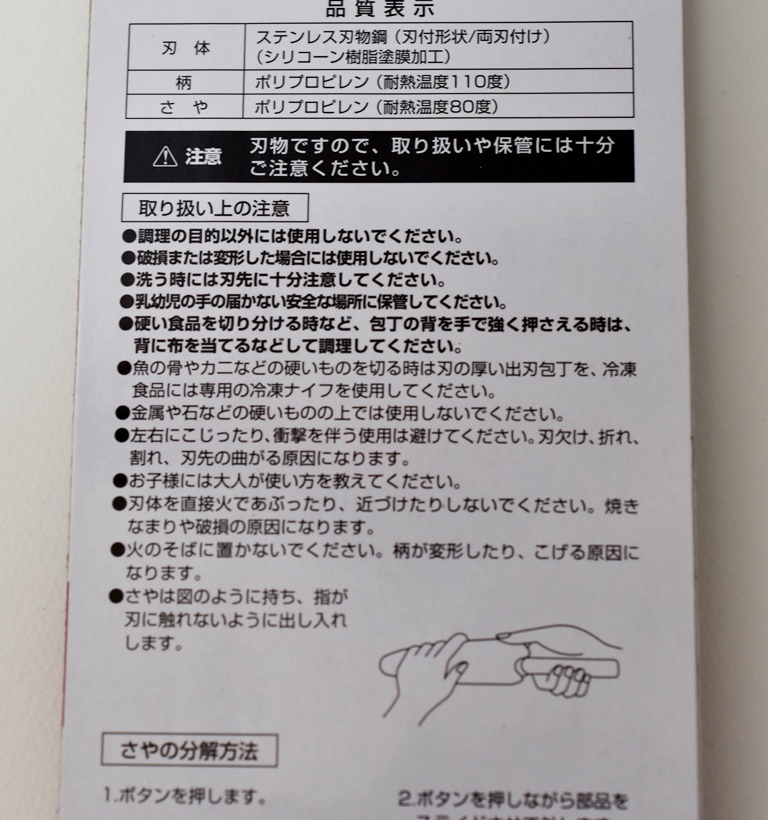 品質表示
刃 体 ステンレス刃物鋼（刃付形状/両刃付け）
（シリコーン樹脂塗膜加工）
柄 ポリプロピレン（耐熱温度110度）
さ や ポリプロピレン（耐熱温度80度）
注意 刃物ですので、取り扱いや保管には十分
ご注意ください。
取り扱い上の注意
●調理の目的以外には使用しないでください。
●破損または変形した場合には使用しないでください。
●洗う時には刃先に十分注意してください。
●乳幼児の手の届かない安全な場所に保管してください。
●硬い食品を切り分ける時など、包丁の背を手で強く押さえる時は、
背に布を当てるなどして調理してください。
●魚の骨やカニなどの硬いものを切る時は刃の厚い出刃包丁を、冷凍
食品には専用の冷凍ナイフを使用してください。
●金属や石などの硬いものの上では使用しないでください。
●左右にこじったり、衝撃を伴う使用は避けてください。刃欠け、折れ、
割れ、刃先の曲がる原因になります。
●お子様には大人が使い方を教えてください。
●刃体を直接火であぶったり、近づけたりしないでください。焼き
なまりや破損の原因になります。
●火のそばに置かないでください。柄が変形したり、こげる原因に
なります。
●さやは図のように持ち、指が
刃に触れないように出し入れ
します。
さやの分解方法
1.ボタンを押します。
2.ボタンを押しながら部品を